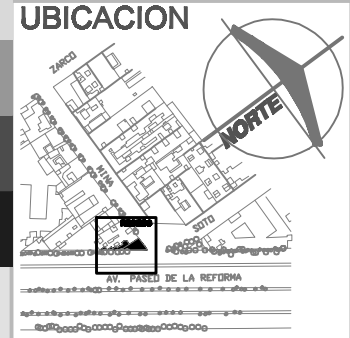 UBICACION
ZARCO
NORTE
MINA
SOTO
AV. PASEO DE LA REFORMA